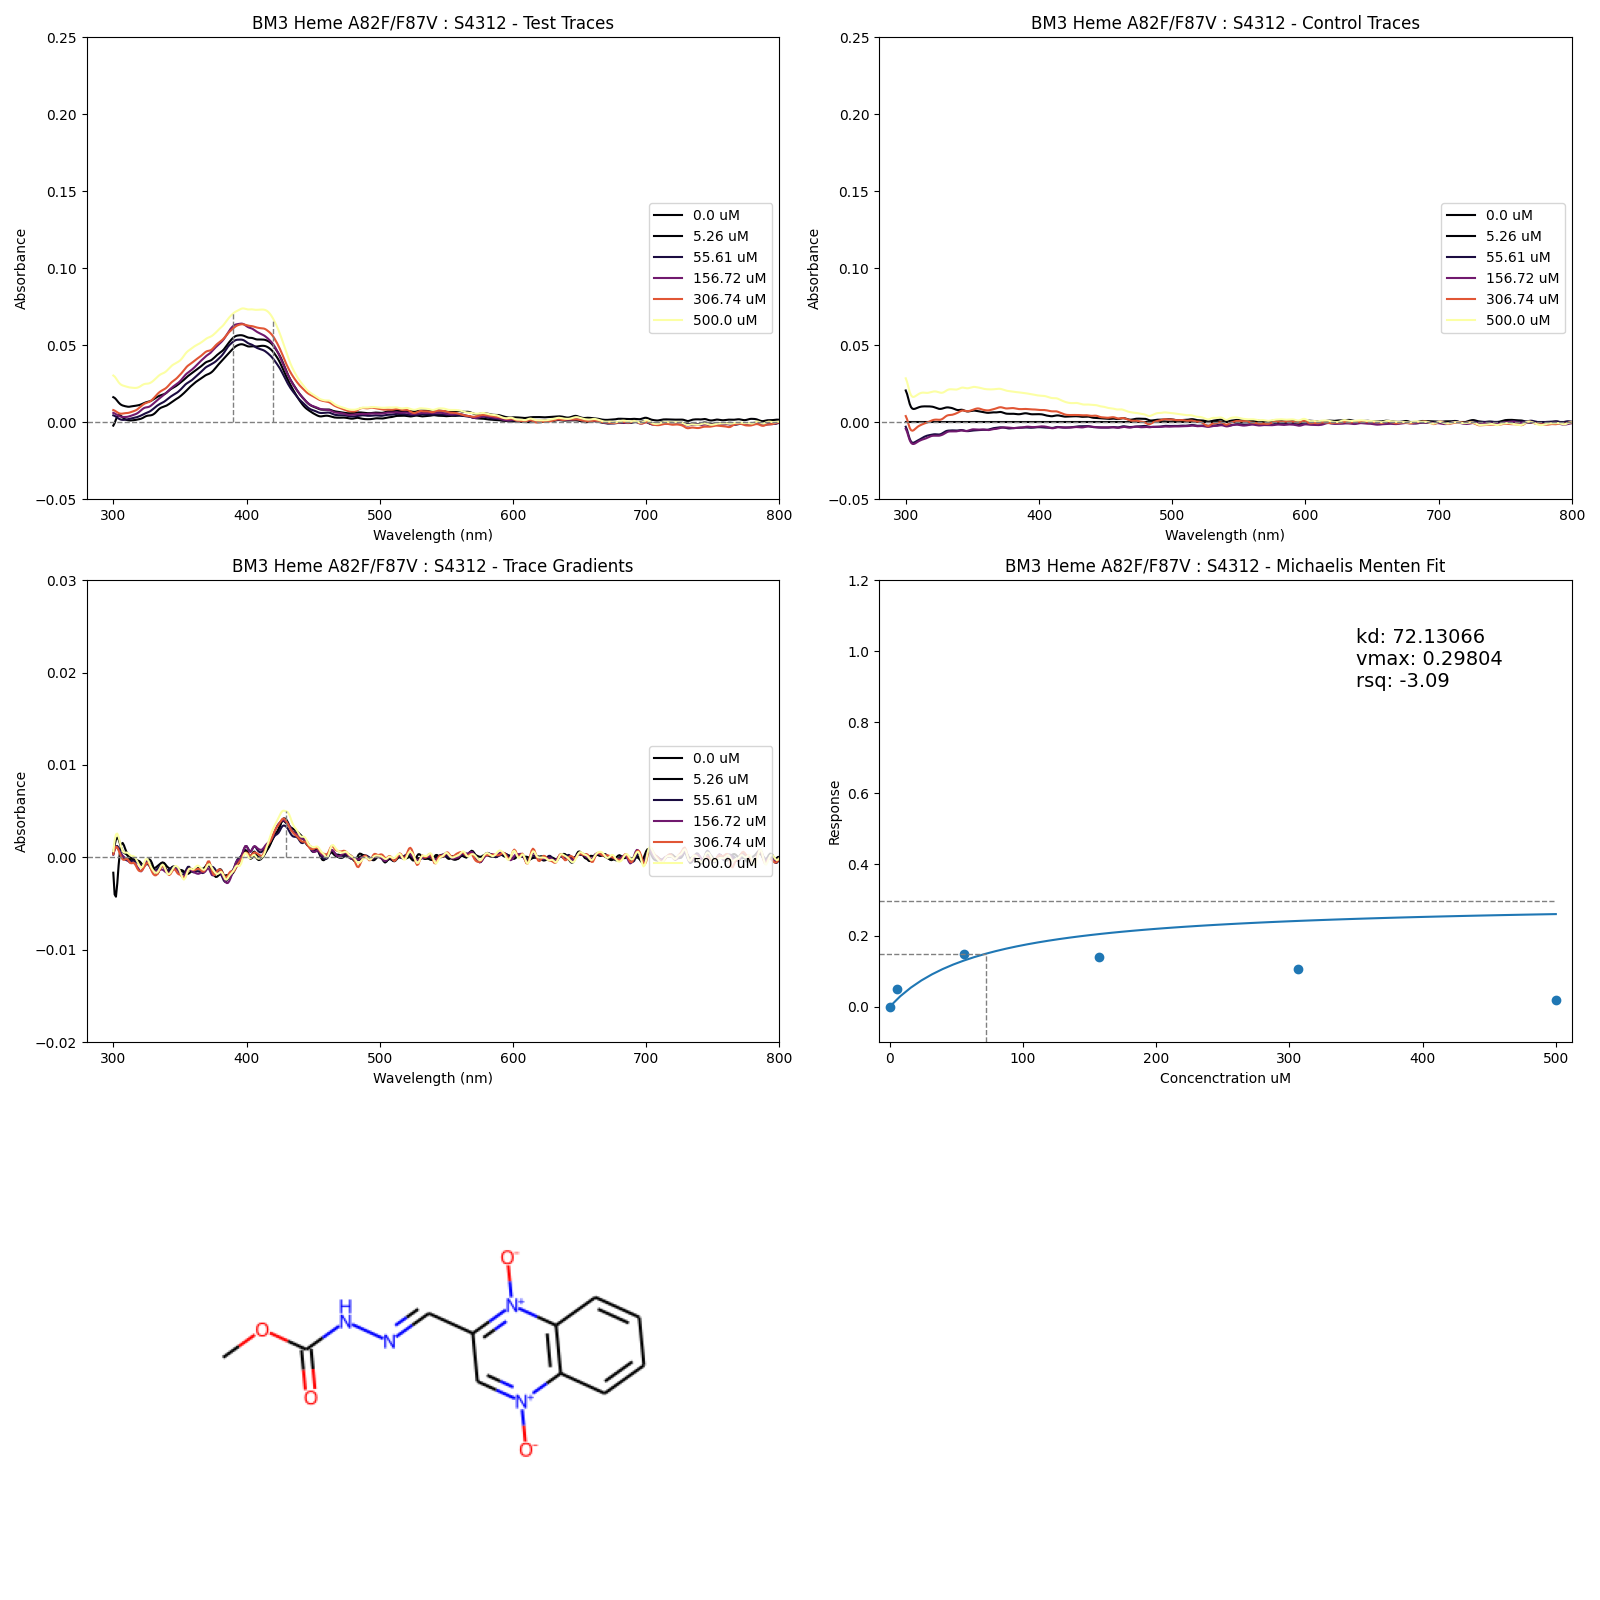 BM3 Heme A82F/F87V : S4312 - Test Traces
0.25
0.20
0.15
0.10
0.05
0.00
−0.05
Absorbance
300
400
500
600
700
800
Wavelength (nm)
0.0 uM
5.26 uM
55.61 uM
156.72 uM
306.74 uM
500.0 uM
BM3 Heme A82F/F87V : S4312 - Control Traces
0.25
0.20
0.15
0.10
0.05
0.00
−0.05
Absorbance
300
400
500
600
700
800
Wavelength (nm)
0.0 uM
5.26 uM
55.61 uM
156.72 uM
306.74 uM
500.0 uM
BM3 Heme A82F/F87V : S4312 - Trace Gradients
0.03
0.02
0.01
0.00
−0.01
−0.02
Absorbance
300
400
500
600
700
800
Wavelength (nm)
0.0 uM
5.26 uM
55.61 uM
156.72 uM
306.74 uM
500.0 uM
BM3 Heme A82F/F87V : S4312 - Michaelis Menten Fit
1.2
1.0
0.8
0.6
0.4
0.2
0.0
Response
kd: 72.13066
vmax: 0.29804
rsq: -3.09
0
100
200
300
400
500
Concenctration uM
O⁻
N⁺
H
N
O
N
O
N⁺
O⁻